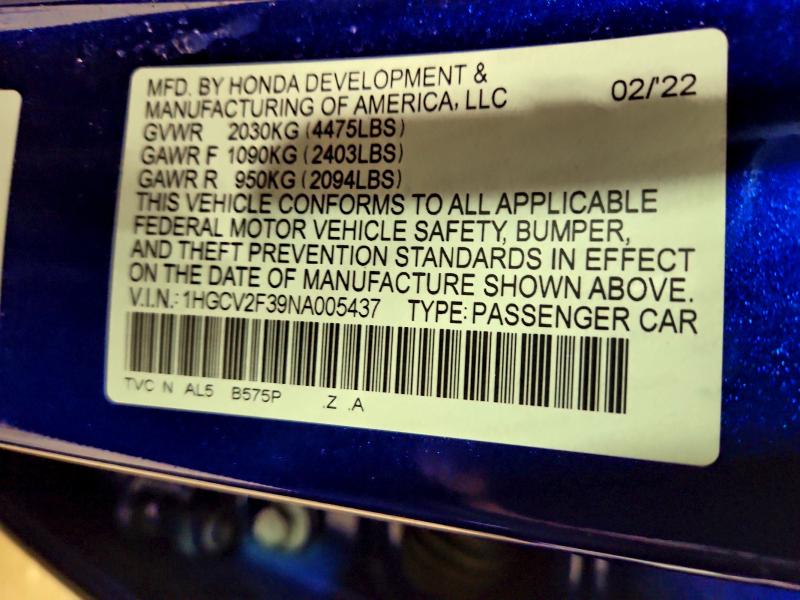 MFD. BY HONDA DEVELOPMENT &
MANUFACTURING OF AMERICA, LLC 02/'22
GVWR 2030KG (4475LBS)
GAWR F 1090KG (2403LBS)
GAWR R 950KG (2094LBS)
THIS VEHICLE CONFORMS TO ALL APPLICABLE
FEDERAL MOTOR VEHICLE SAFETY, BUMPER,
AND THEFT PREVENTION STANDARDS IN EFFECT
ON THE DATE OF MANUFACTURE SHOWN ABOVE.
V.I.N.: 1HGCV2F39NA005437 TYPE: PASSENGER CAR
TVC N AL5 B575P .Z .A